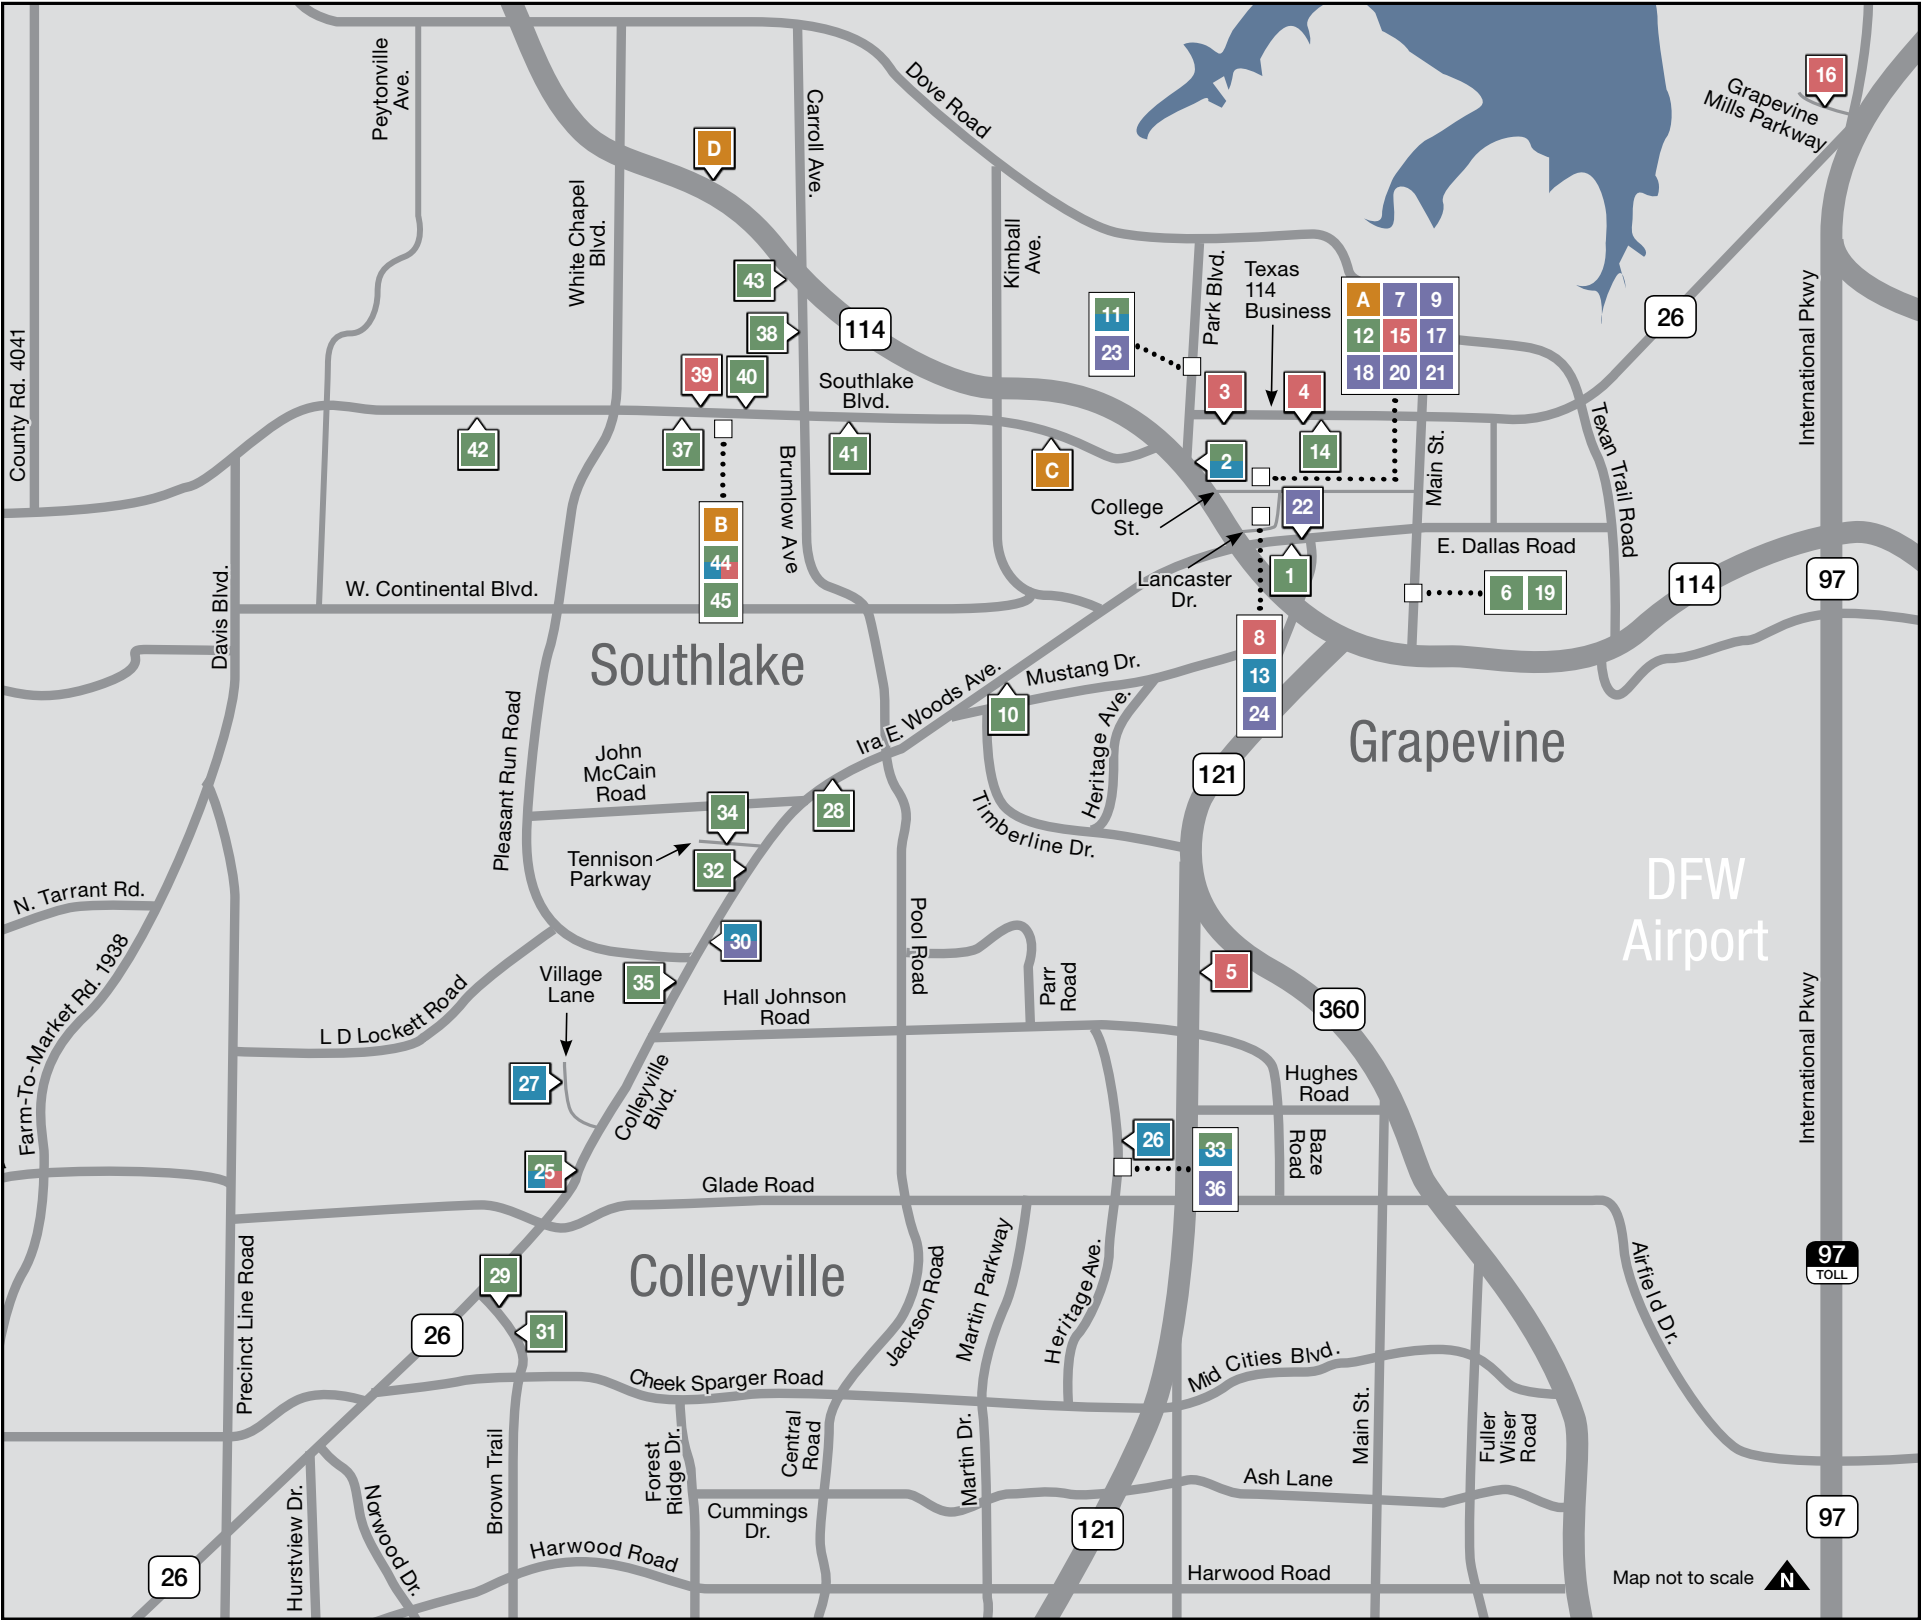 Peytonville
Ave.
Dove Road
16
Grapevine
Mills Parkway
Carroll Ave.
D
White Chapel
Blvd.
Kimball
Ave.
43
38
114
39
40
Southlake
Blvd.
County Rd. 4041
42
37
41
C
Brumlow Ave
B
44
45
11
23
Park Blvd.
Texas
114
Business
3
4
A
7
9
12
15
17
18
20
21
26
International Pkwy
2
14
Main St.
Texan Trail Road
College
St.
22
E. Dallas Road
Lancaster
Dr.
1
6
19
114
97
Davis Blvd.
W. Continental Blvd.
Southlake
8
13
24
Ira E. Woods Ave.
Mustang Dr.
10
Heritage Ave.
Grapevine
121
Pleasant Run Road
John
McCain
Road
34
28
Tennison
Parkway
32
Timberline Dr.
DFW
Airport
N. Tarrant Rd.
Farm-To-Market Rd. 1938
30
Pool Road
Village
Lane
35
Hall Johnson
Road
Parr
Road
5
360
L D Lockett Road
International Pkwy
27
Colleyville
Blvd.
Hughes
Road
26
33
36
Baze
Road
25
Glade Road
29
31
Colleyville
26
Precinct Line Road
Jackson Road
Martin Parkway
Heritage Ave.
97
TOLL
Airfield Dr.
Cheek Sparger Road
Mid Cities Blvd.
Main St.
Fuller
Wiser
Road
Brown Trail
Forest
Ridge Dr.
Central
Road
Martin Dr.
Ash Lane
Cummings
Dr.
Hurstview Dr.
Norwood Dr.
Harwood Road
121
Harwood Road
97
26
Map not to scale
N